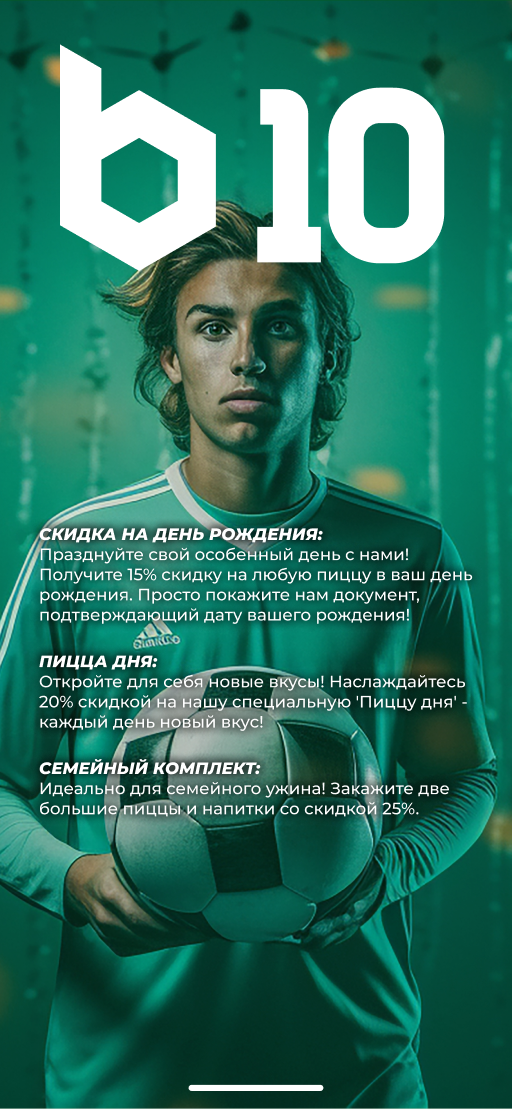 b 10
СКИДКА НА ДЕНЬ РОЖДЕНИЯ:
Празднуйте свой особенный день с нами!
Получите 15% скидку на любую пиццу в ваш день
рождения. Просто покажите нам документ,
подтверждающий дату вашего рождения!
ПИЦЦА ДНЯ:
Откройте для себя новые вкусы! Наслаждайтесь
20% скидкой на нашу специальную 'Пиццу дня' -
каждый день новый вкус!
СЕМЕЙНЫЙ КОМПЛЕКТ:
Идеально для семейного ужина! Закажите две
большие пиццы и напитки со скидкой 25%.